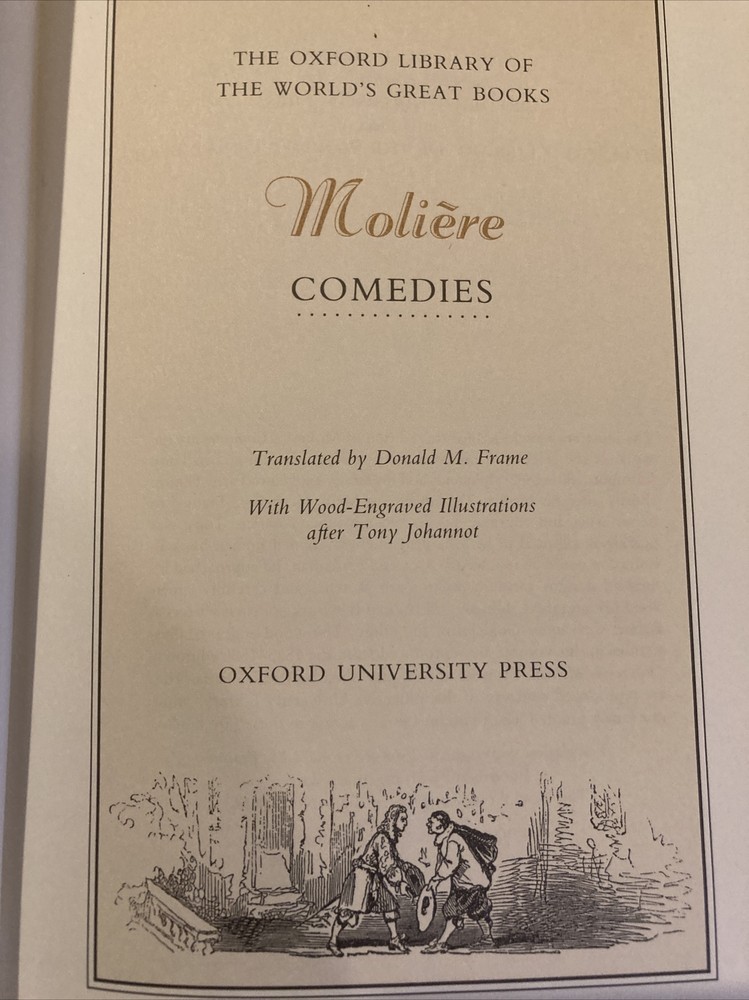 THE OXFORD LIBRARY OF
THE WORLD'S GREAT BOOKS
Molière
COMEDIES
Translated by Donald M. Frame
With Wood-Engraved Illustrations
after Tony Johannot
OXFORD UNIVERSITY PRESS